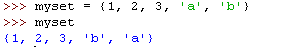 >>> myset = {1, 2, 3, 'a', 'b'}
>>> myset
{1, 2, 3, 'b', 'a'}